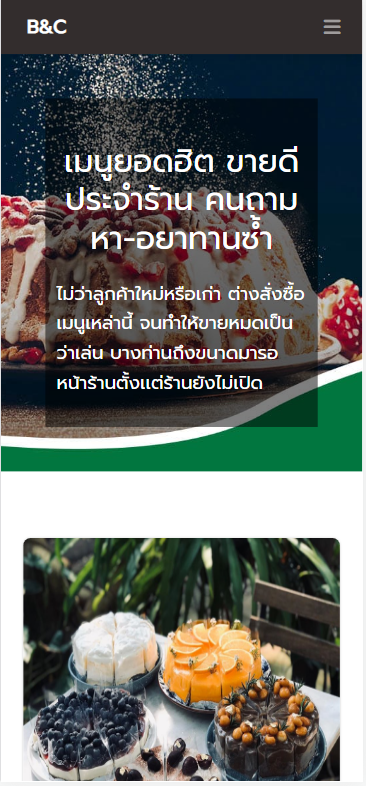 B&C
เมนูยอดฮิต ขายดี
ประจำร้าน คนถาม
หา-อยาทานซ้ำ
ไม่ว่าลูกค้าใหม่หรือเก่า ต่างสั่งซื้อ
เมนูเหล่านี้ จนทำให้ขายหมดเป็น
ว่าเล่น บางท่านถึงขนาดมารอ
หน้าร้านตั้งแต่ร้านยังไม่เปิด